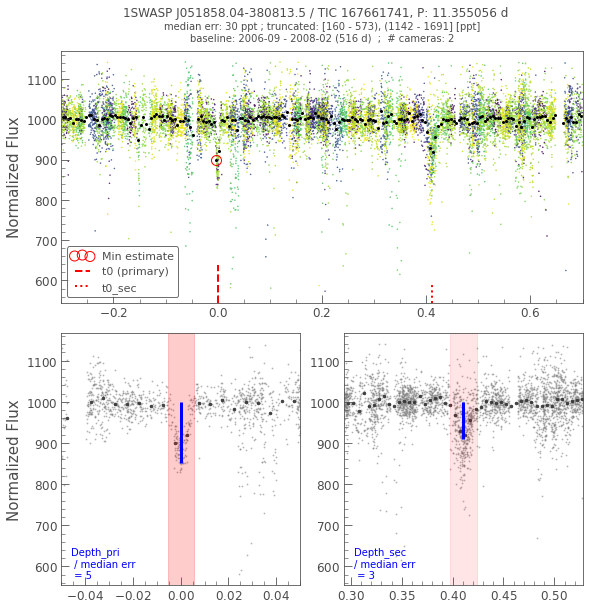 1SWASP J051858.04-380813.5 / TIC 167661741, P: 11.355056 d
median err: 30 ppt ; truncated: [160 - 573), (1142 - 1691] [ppt]
baseline: 2006-09 - 2008-02 (516 d)  ;  # cameras: 2
Normalized Flux
1100
1000
900
800
700
600
Min estimate
t0 (primary)
t0_sec
−0.2 0.0 0.2 0.4 0.6
Normalized Flux
1100
1000
900
800
700
600
Depth_pri
/ median err
= 5
−0.04 −0.02 0.00 0.02 0.04
1100
1000
900
800
700
600
Depth_sec
/ median err
= 3
0.30 0.35 0.40 0.45 0.50